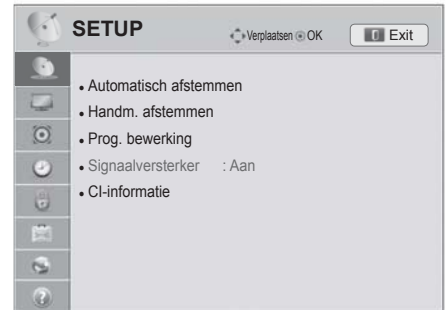 SETUP
Verplaatsen OK
Exit
• Automatisch afstemmen
• Handm. afstemmen
• Prog. bewerking
• Signaalversterker : Aan
• CI-informatie